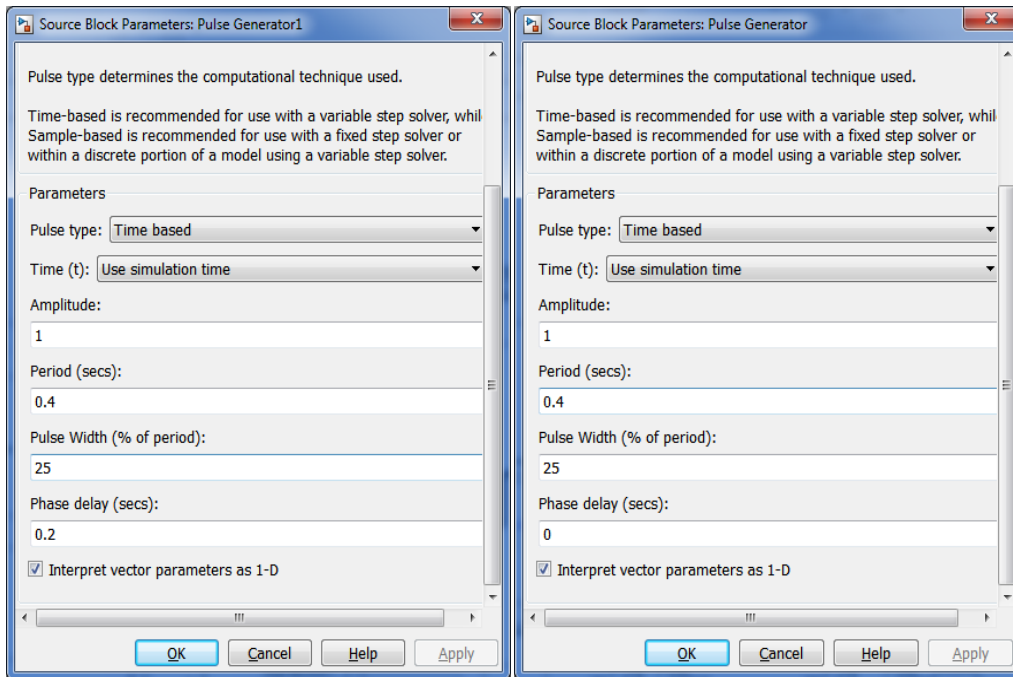 Source Block Parameters: Pulse Generator1
Pulse type determines the computational technique used.
Time-based is recommended for use with a variable step solver, whil
Sample-based is recommended for use with a fixed step solver or
within a discrete portion of a model using a variable step solver.
Parameters
Pulse type: Time based
Time (t): Use simulation time
Amplitude:
1
Period (secs):
0.4
Pulse Width (% of period):
25
Phase delay (secs):
0.2
Interpret vector parameters as 1-D
OK Cancel Help Apply
Source Block Parameters: Pulse Generator
Pulse type determines the computational technique used.
Time-based is recommended for use with a variable step solver, whil
Sample-based is recommended for use with a fixed step solver or
within a discrete portion of a model using a variable step solver.
Parameters
Pulse type: Time based
Time (t): Use simulation time
Amplitude:
1
Period (secs):
0.4
Pulse Width (% of period):
25
Phase delay (secs):
0
Interpret vector parameters as 1-D
OK Cancel Help Apply